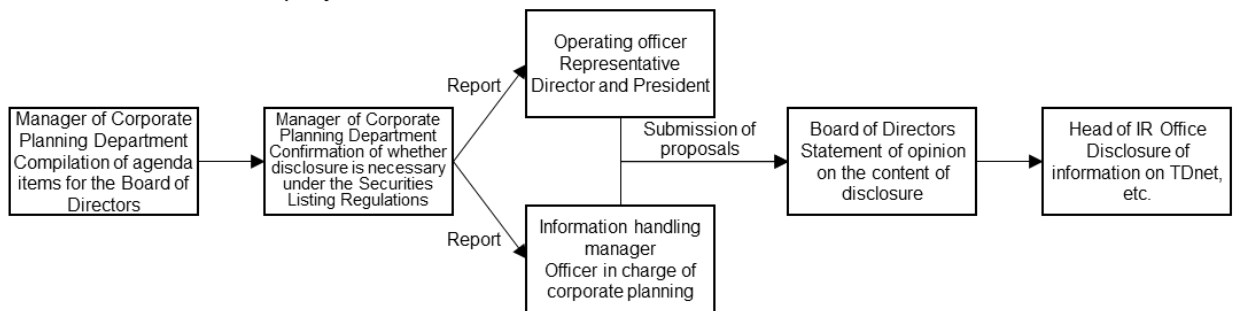 Manager of Corporate
Planning Department
Compilation of agenda
items for the Board of
Directors
Manager of Corporate
Planning Department
Confirmation of whether
disclosure is necessary
under the Securities
Listing Regulations
Report
Report
Operating officer
Representative
Director and President
Information handling
manager
Officer in charge of
corporate planning
Submission of
proposals
Board of Directors
Statement of opinion
on the content of
disclosure
Head of IR Office
Disclosure of
information on TDnet,
etc.